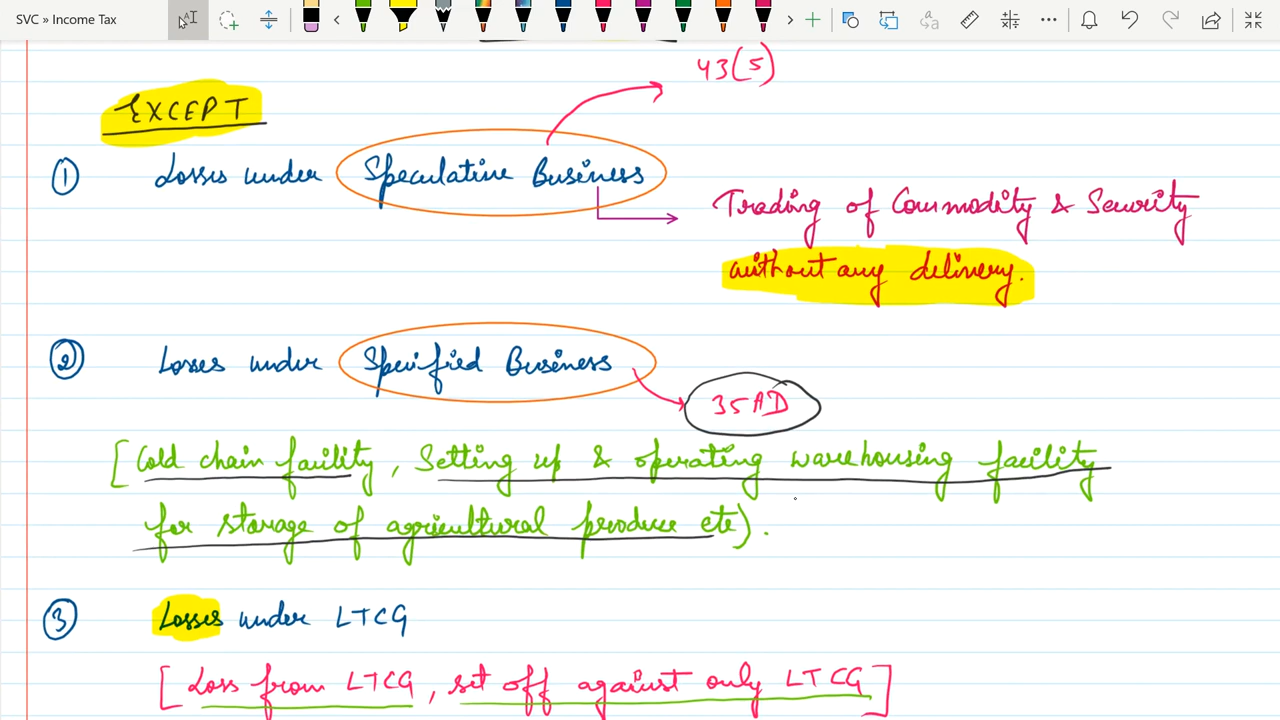 SVC » Income Tax
43(5)
EXCEPT
① Losses under Speculative Business
Trading of Commodity & Security
without any delivery.
② Losses under Specified Business
35AD
[Cold chain facility, Setting up & operating warehousing facility
for storage of agricultural produce etc).
③ Losses under LTCG
[Loss from LTCG, set off against only LTCG]